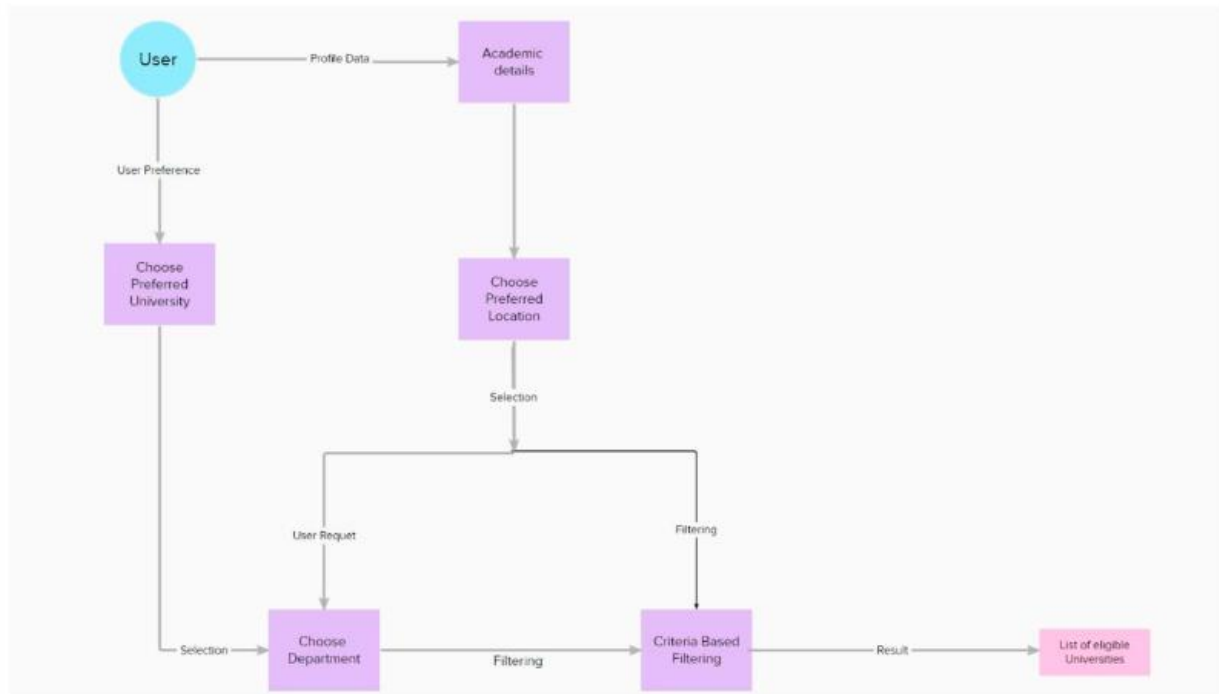 User
Profile Data
Academic
details
User Preference
Choose
Preferred
University
Choose
Preferred
Location
Selection
User Requet
Filtering
Selection
Choose
Department
Filtering
Criteria Based
Filtering
Result
List of eligible
Universities